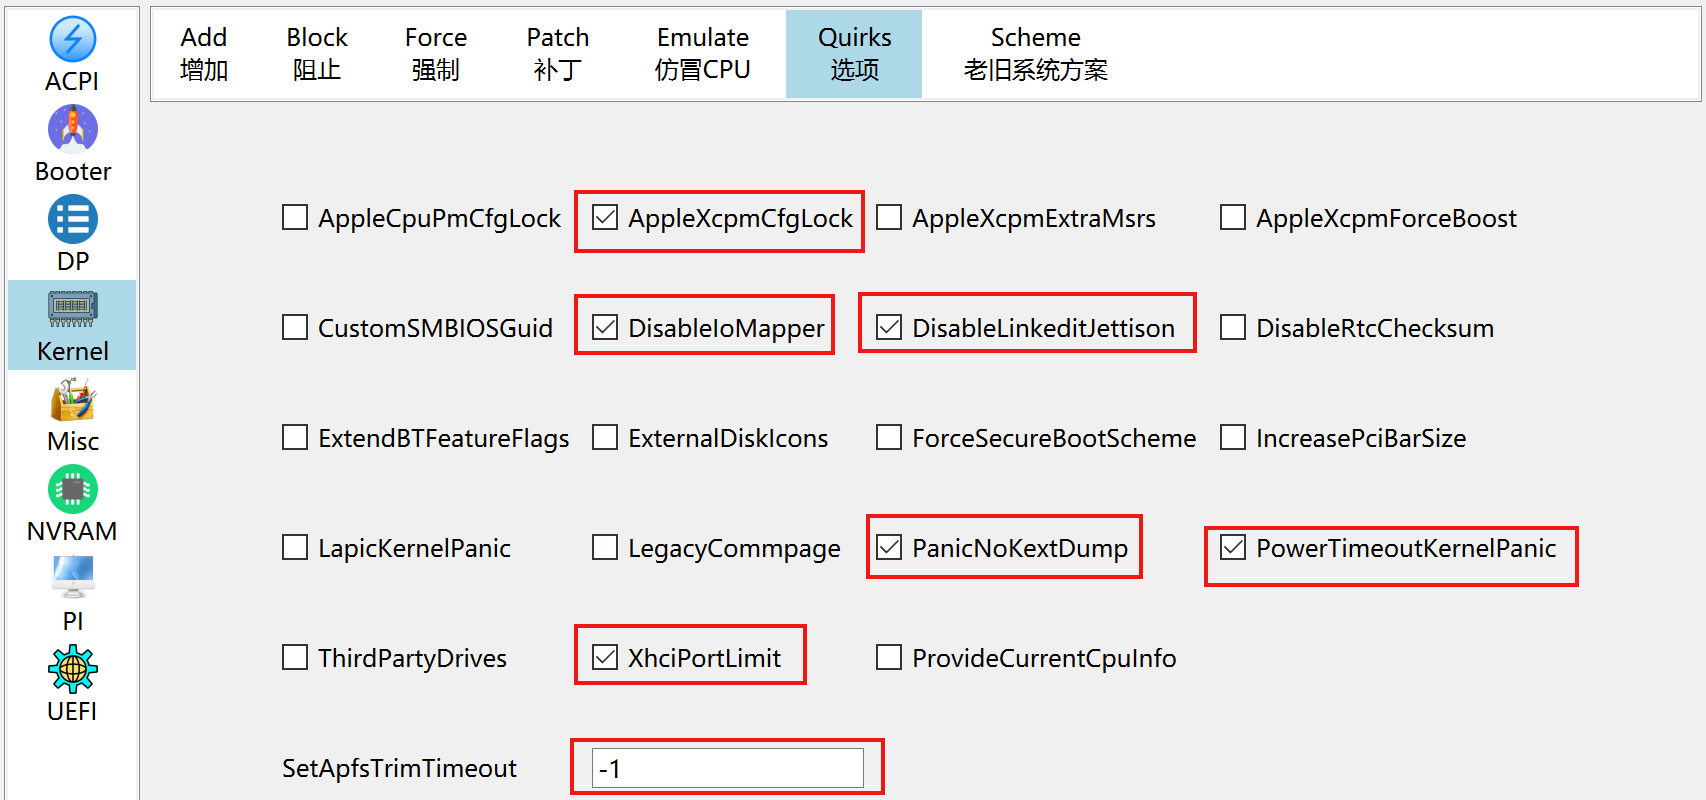 ACPI
Booter
DP
Kernel
Misc
NVRAM
PI
UEFI
Add
增加
Block
阻止
Force
强制
Patch
补丁
Emulate
仿冒CPU
Quirks
选项
Scheme
老旧系统方案
AppleCpuPmCfgLock
AppleXcpmCfgLock
AppleXcpmExtraMsrs
AppleXcpmForceBoost
CustomSMBIOSGuid
DisableIoMapper
DisableLinkeditJettison
DisableRtcChecksum
ExtendBTFeatureFlags
ExternalDiskIcons
ForceSecureBootScheme
IncreasePciBarSize
LapicKernelPanic
LegacyCommpage
PanicNoKextDump
PowerTimeoutKernelPanic
ThirdPartyDrives
XhciPortLimit
ProvideCurrentCpuInfo
SetApfsTrimTimeout
-1